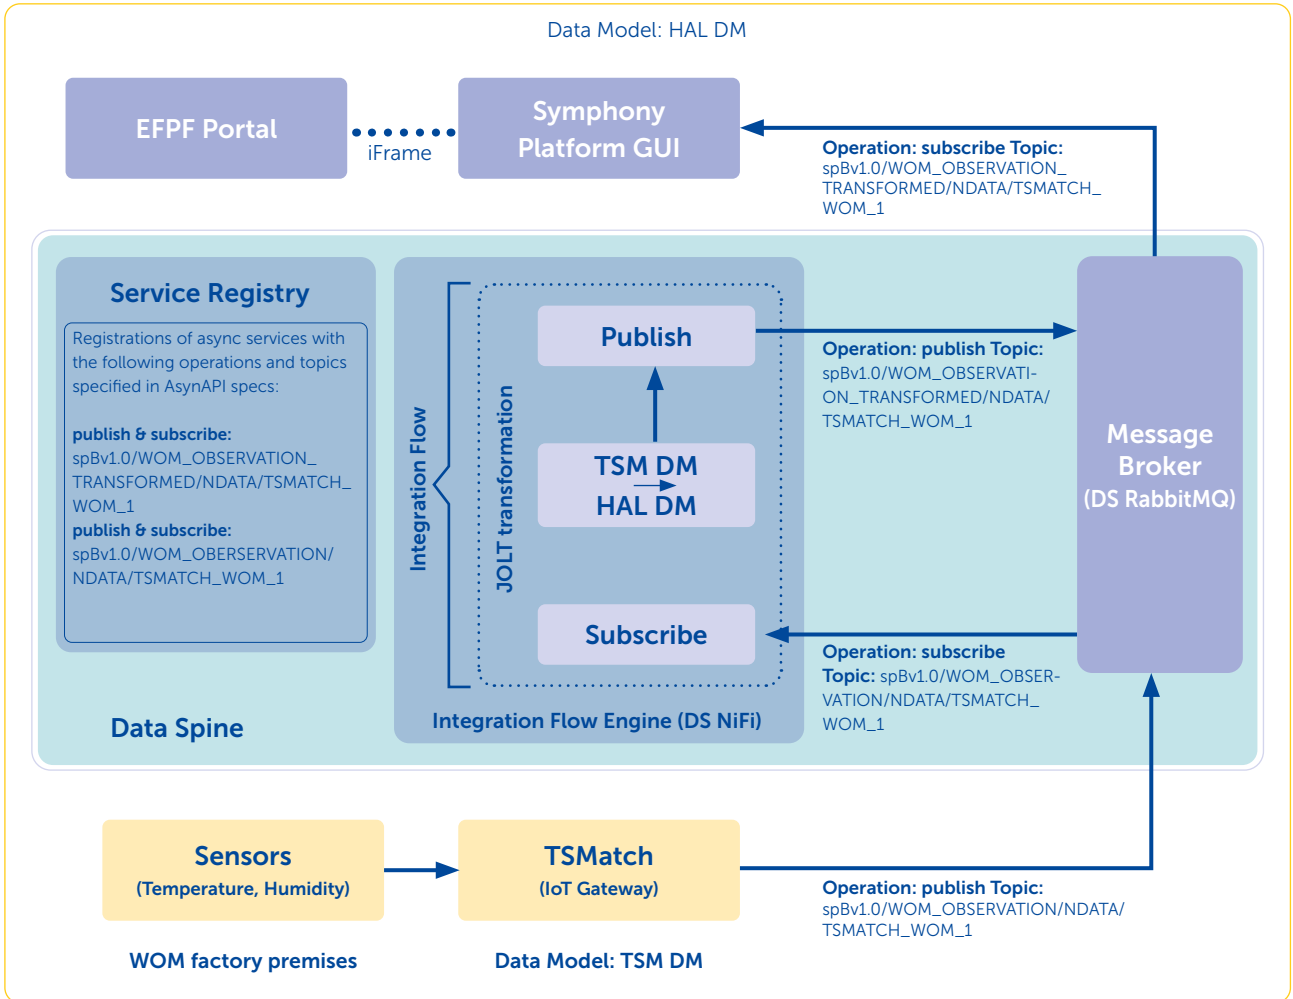 Data Model: HAL DM
EFPF Portal
iFrame
Symphony
Platform GUI
Operation: subscribe Topic:
spBv1.0/WOM_OBSERVATION_
TRANSFORMED/NDATA/TSMATCH_
WOM_1
Service Registry
Registrations of async services with
the following operations and topics
specified in AsynAPI specs:
publish & subscribe:
spBv1.0/WOM_OBSERVATION_
TRANSFORMED/NDATA/TSMATCH_
WOM_1
publish & subscribe:
spBv1.0/WOM_OBERSERVATION/
NDATA/TSMATCH_WOM_1
Data Spine
Integration Flow
JOLT transformation
Publish
TSM DM
HAL DM
Subscribe
Integration Flow Engine (DS NiFi)
Operation: publish Topic:
spBv1.0/WOM_OBSERVATI-
ON_TRANSFORMED/NDATA/
TSMATCH_WOM_1
Message
Broker
(DS RabbitMQ)
Operation: subscribe
Topic: spBv1.0/WOM_OBSER-
VATION/NDATA/TSMATCH_
WOM_1
Sensors
(Temperature, Humidity)
WOM factory premises
TSMatch
(IoT Gateway)
Data Model: TSM DM
Operation: publish Topic:
spBv1.0/WOM_OBSERVATION/NDATA/
TSMATCH_WOM_1